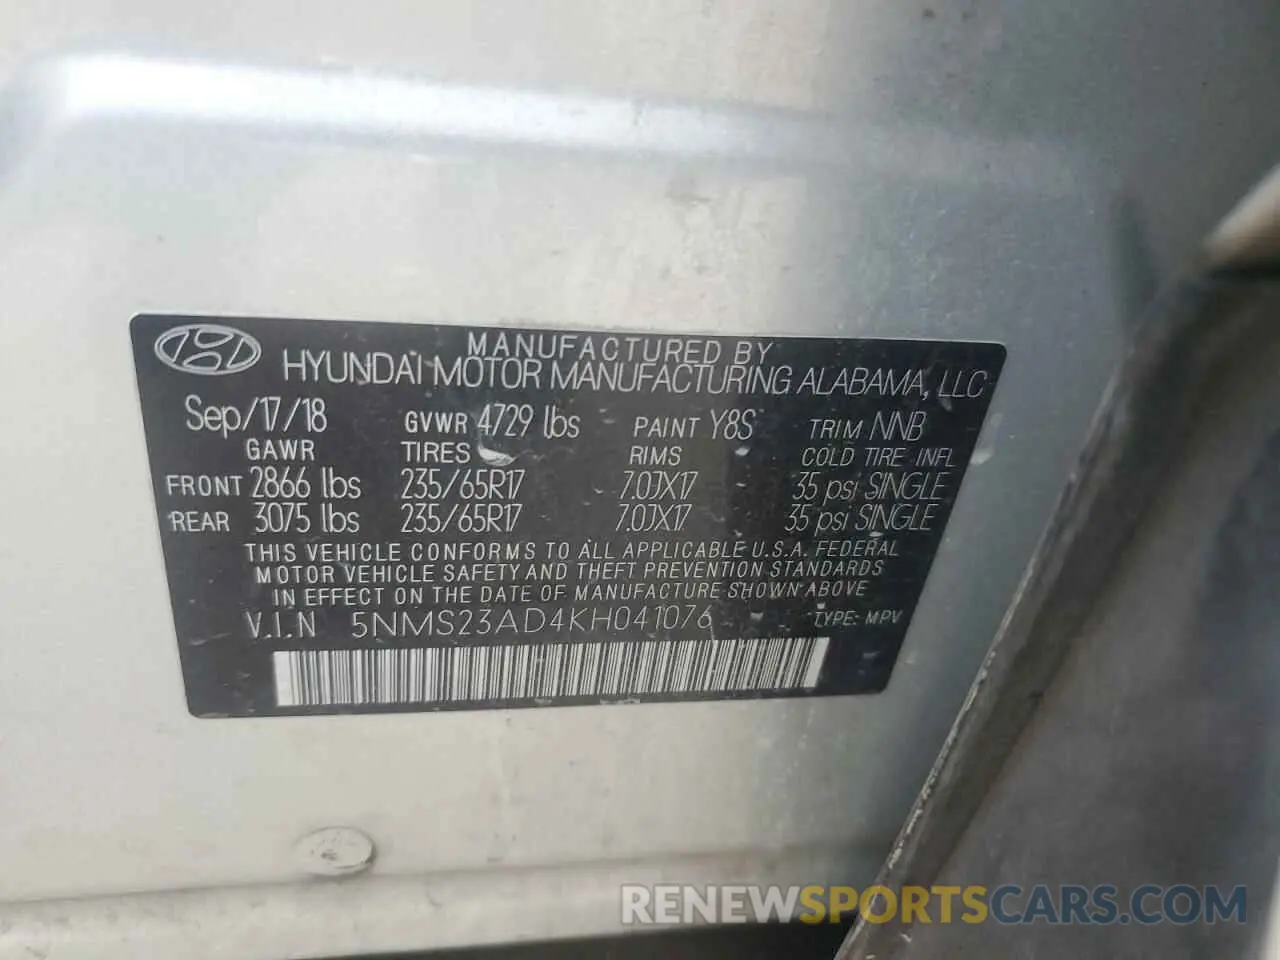 MANUFACTURED BY
HYUNDAI MOTOR MANUFACTURING ALABAMA, LLC
Sep/17/18 GVWR 4729 lbs PAINT Y8S TRIM NNB
GAWR TIRES RIMS COLD TIRE INFL
FRONT 2866 lbs 235/65R17 7.0JX17 35 psi SINGLE
REAR 3075 lbs 235/65R17 7.0JX17 35 psi SINGLE
THIS VEHICLE CONFORMS TO ALL APPLICABLE U.S.A. FEDERAL
MOTOR VEHICLE SAFETY AND THEFT PREVENTION STANDARDS
IN EFFECT ON THE DATE OF MANUFACTURE SHOWN ABOVE
V.I.N 5NMS23AD4KH041076 TYPE: MPV
RENEWSPORTSCARS.COM